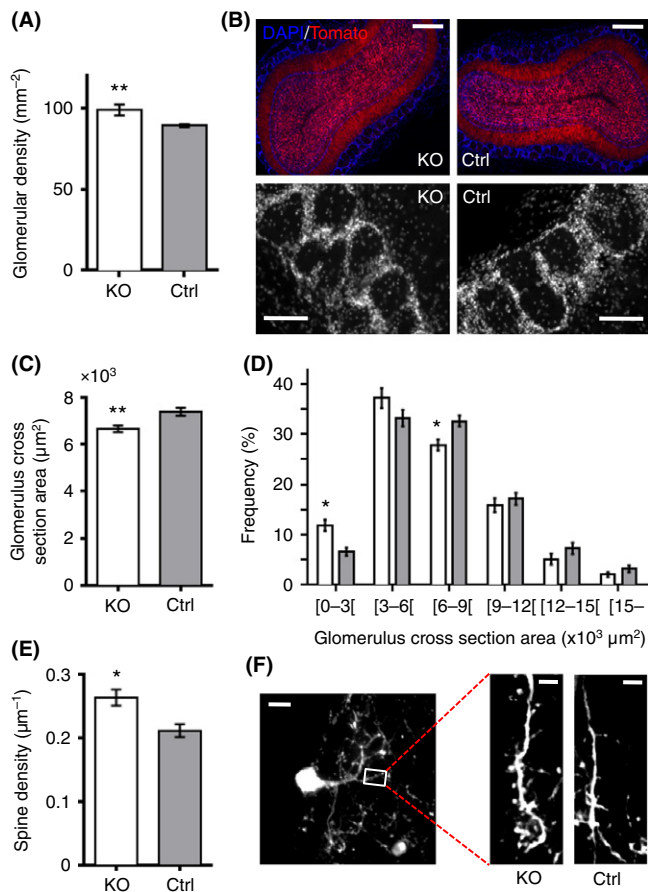 (A)
Glomerular density (mm⁻²)
100
50
0
**
KO
Ctrl
(B)
DAPI/Tomato
KO
Ctrl
KO
Ctrl
(C)
×10³
Glomerulus cross
section area (µm²)
8
6
4
2
0
**
KO
Ctrl
(D)
Frequency (%)
40
30
20
10
0
*
*
[0–3[ [3–6[ [6–9[ [9–12[ [12–15[ [15–
Glomerulus cross section area (x10³ µm²)
(E)
Spine density (µm⁻¹)
0.3
0.2
0.1
0
*
KO
Ctrl
(F)
KO
Ctrl